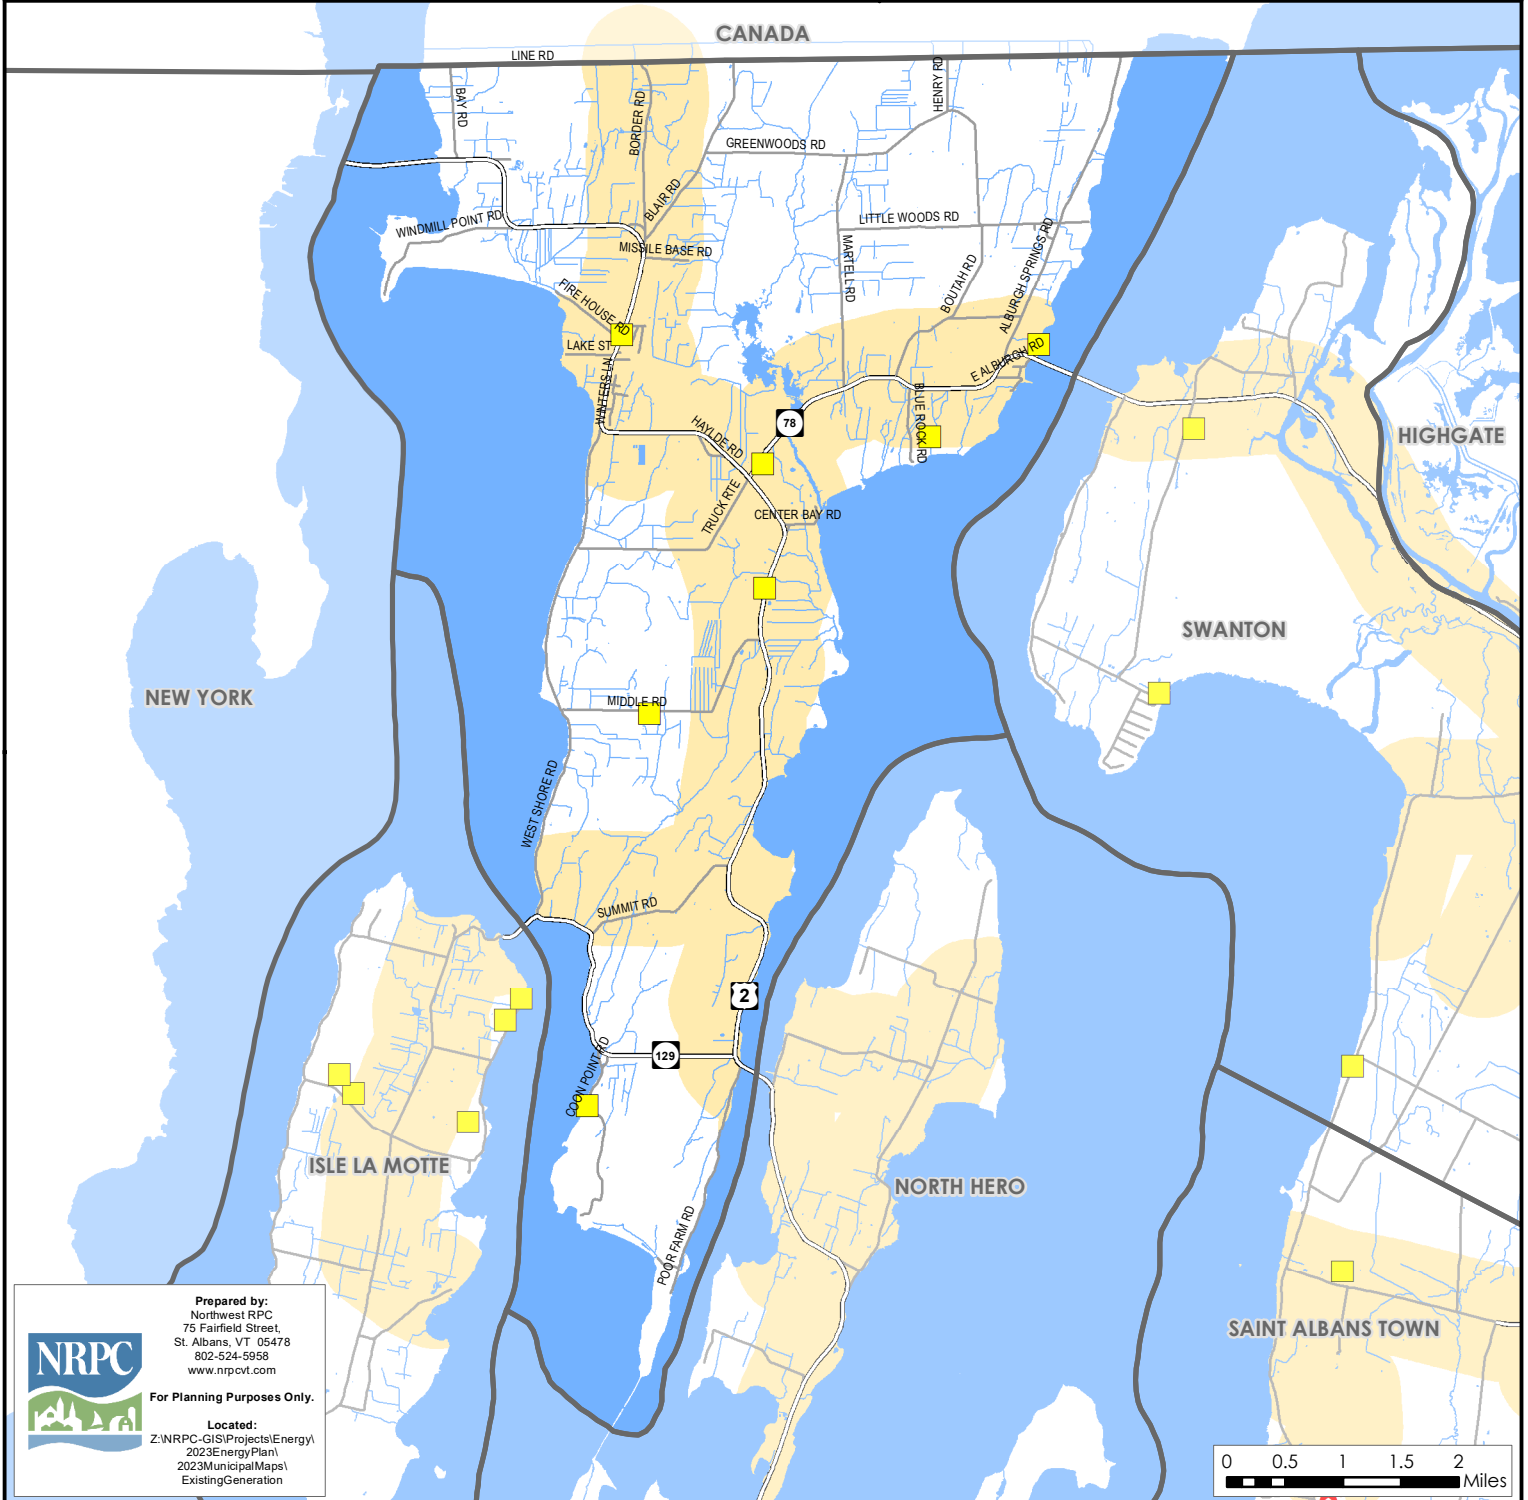 CANADA
LINE RD
BAY RD
BORDER RD
HENRY RD
GREENWOODS RD
BLAIR RD
WINDMILL POINT RD
LITTLE WOODS RD
MISSILE BASE RD
MARTELL RD
BOUTAH RD
ALBURGH SPRINGS RD
FIRE HOUSE RD
LAKE ST
E ALBURGH RD
WINTERS LN
BLUE ROCK RD
HAYLDE RD
78
HIGHGATE
TRUCK RTE
CENTER BAY RD
SWANTON
NEW YORK
MIDDLE RD
WEST SHORE RD
SUMMIT RD
2
129
COON POINT RD
ISLE LA MOTTE
NORTH HERO
POOR FARM RD
SAINT ALBANS TOWN
NRPC
Prepared by:
Northwest RPC
75 Fairfield Street,
St. Albans, VT 05478
802-524-5958
www.nrpcvt.com
For Planning Purposes Only.
Located:
Z:\NRPC-GIS\Projects\Energy\
2023EnergyPlan\
2023MunicipalMaps\
ExistingGeneration
0 0.5 1 1.5 2
Miles